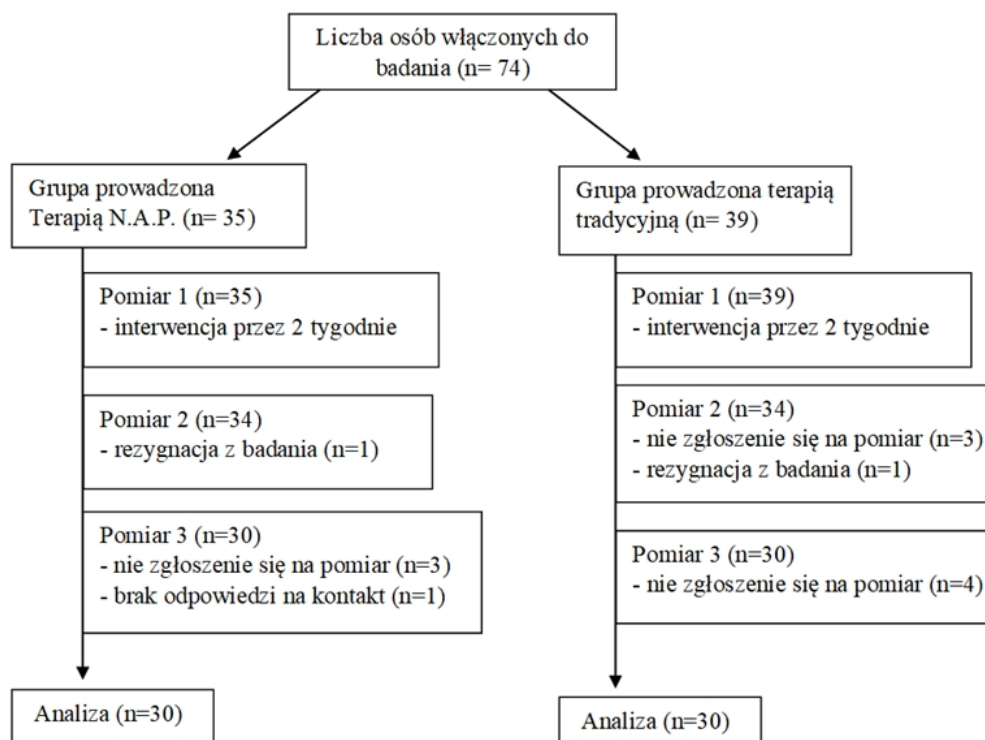 Liczba osób włączonych do
badania (n= 74)
Grupa prowadzona
Terapią N.A.P. (n= 35)
Pomiar 1 (n=35)
- interwencja przez 2 tygodnie
Pomiar 2 (n=34)
- rezygnacja z badania (n=1)
Pomiar 3 (n=30)
- nie zgłoszenie się na pomiar (n=3)
- brak odpowiedzi na kontakt (n=1)
Analiza (n=30)
Grupa prowadzona terapią
tradycyjną (n= 39)
Pomiar 1 (n=39)
- interwencja przez 2 tygodnie
Pomiar 2 (n=34)
- nie zgłoszenie się na pomiar (n=3)
- rezygnacja z badania (n=1)
Pomiar 3 (n=30)
- nie zgłoszenie się na pomiar (n=4)
Analiza (n=30)